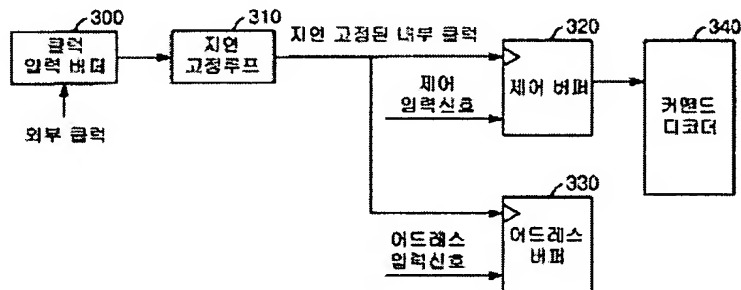 300
클럭
입력 버퍼
외부 클럭
310
지연
고정루프
지연 고정된 내부 클럭
제어
입력신호
320
제어 버퍼
340
커맨드
디코더
330
어드레스
버퍼
어드레스
입력신호